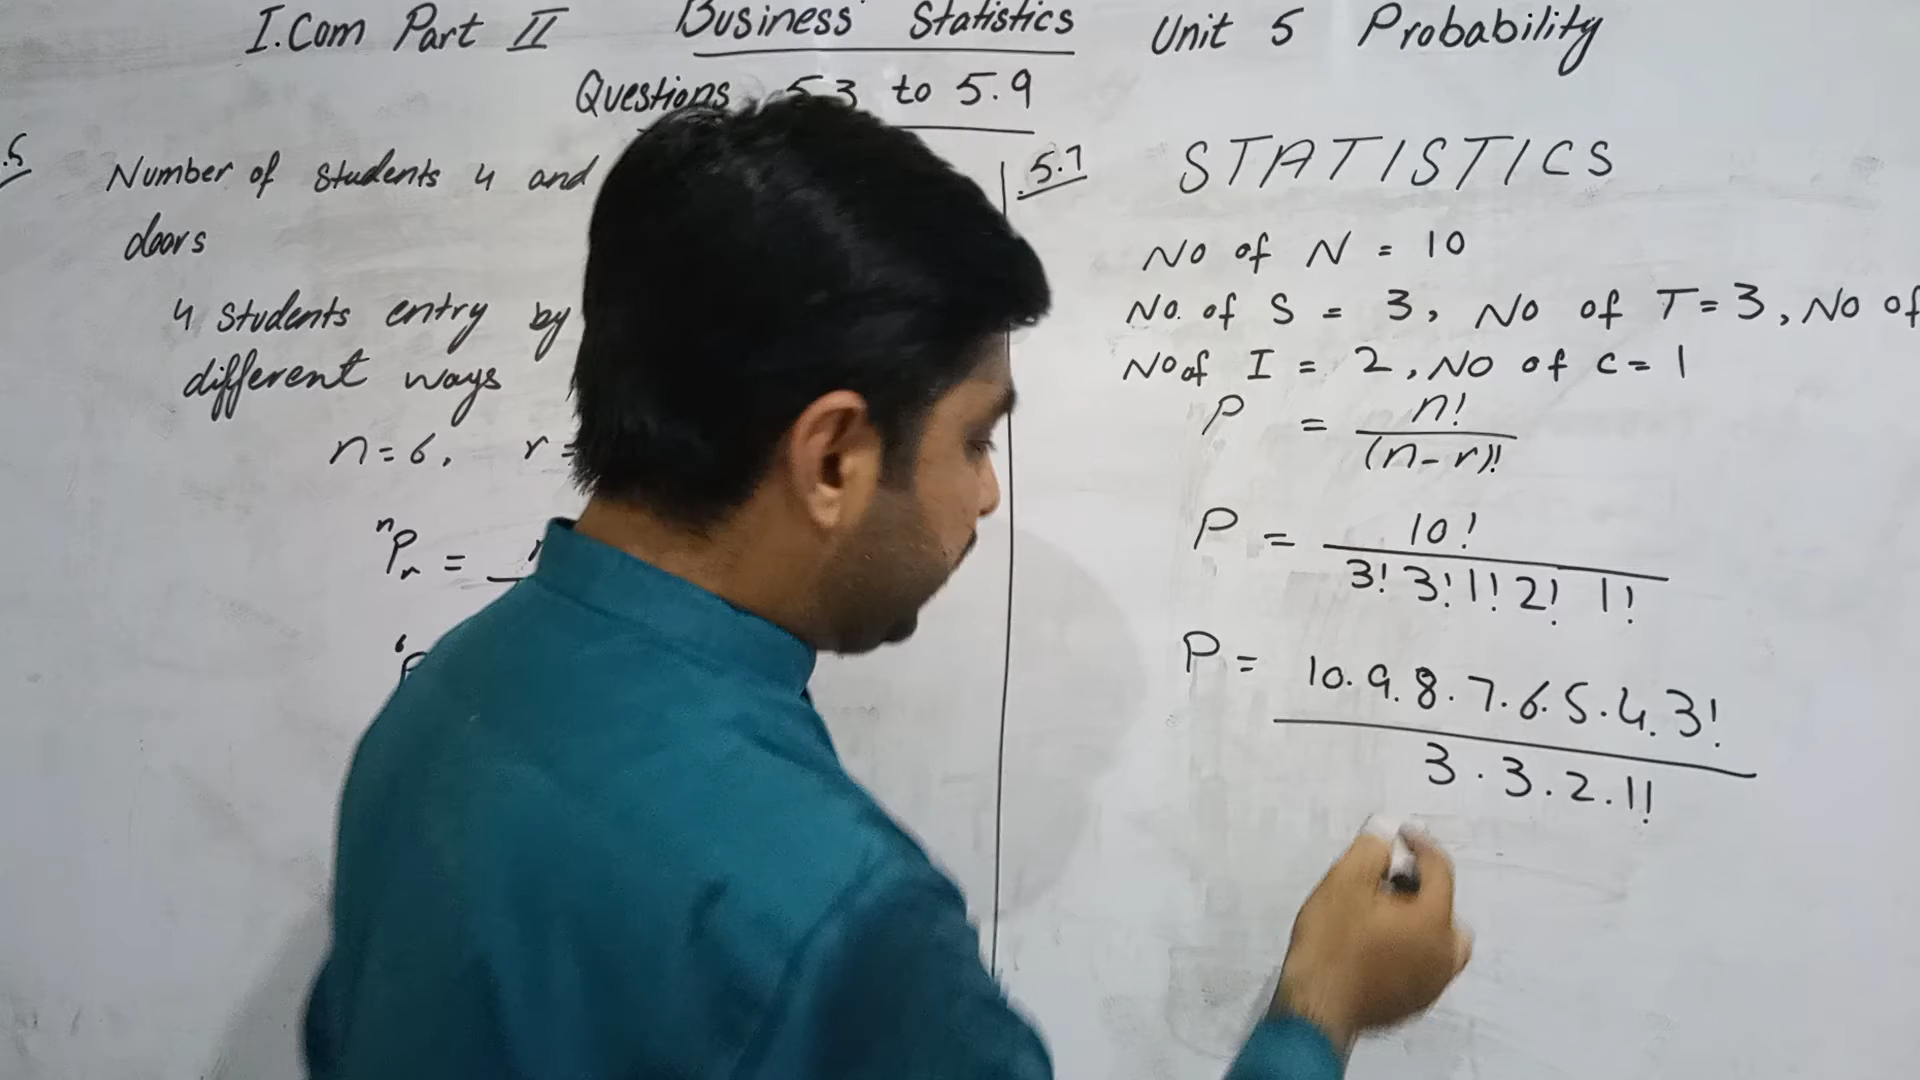 I.Com Part II Business Statistics Unit 5 Probability
Questions 5.3 to 5.9
.5
Number of students 4 and
doors
4 students entry by
different ways
n=6, r=
nPr =
6P
5.7 STATISTICS
No of N = 10
No. of S = 3, No of T=3, No of
No of I = 2, No of c=1
P = n!/(n-r)!!
P = 10!/3! 3! 1! 2! 1!
P = 10.9.8.7.6.5.4.3!/3.3.2.1!